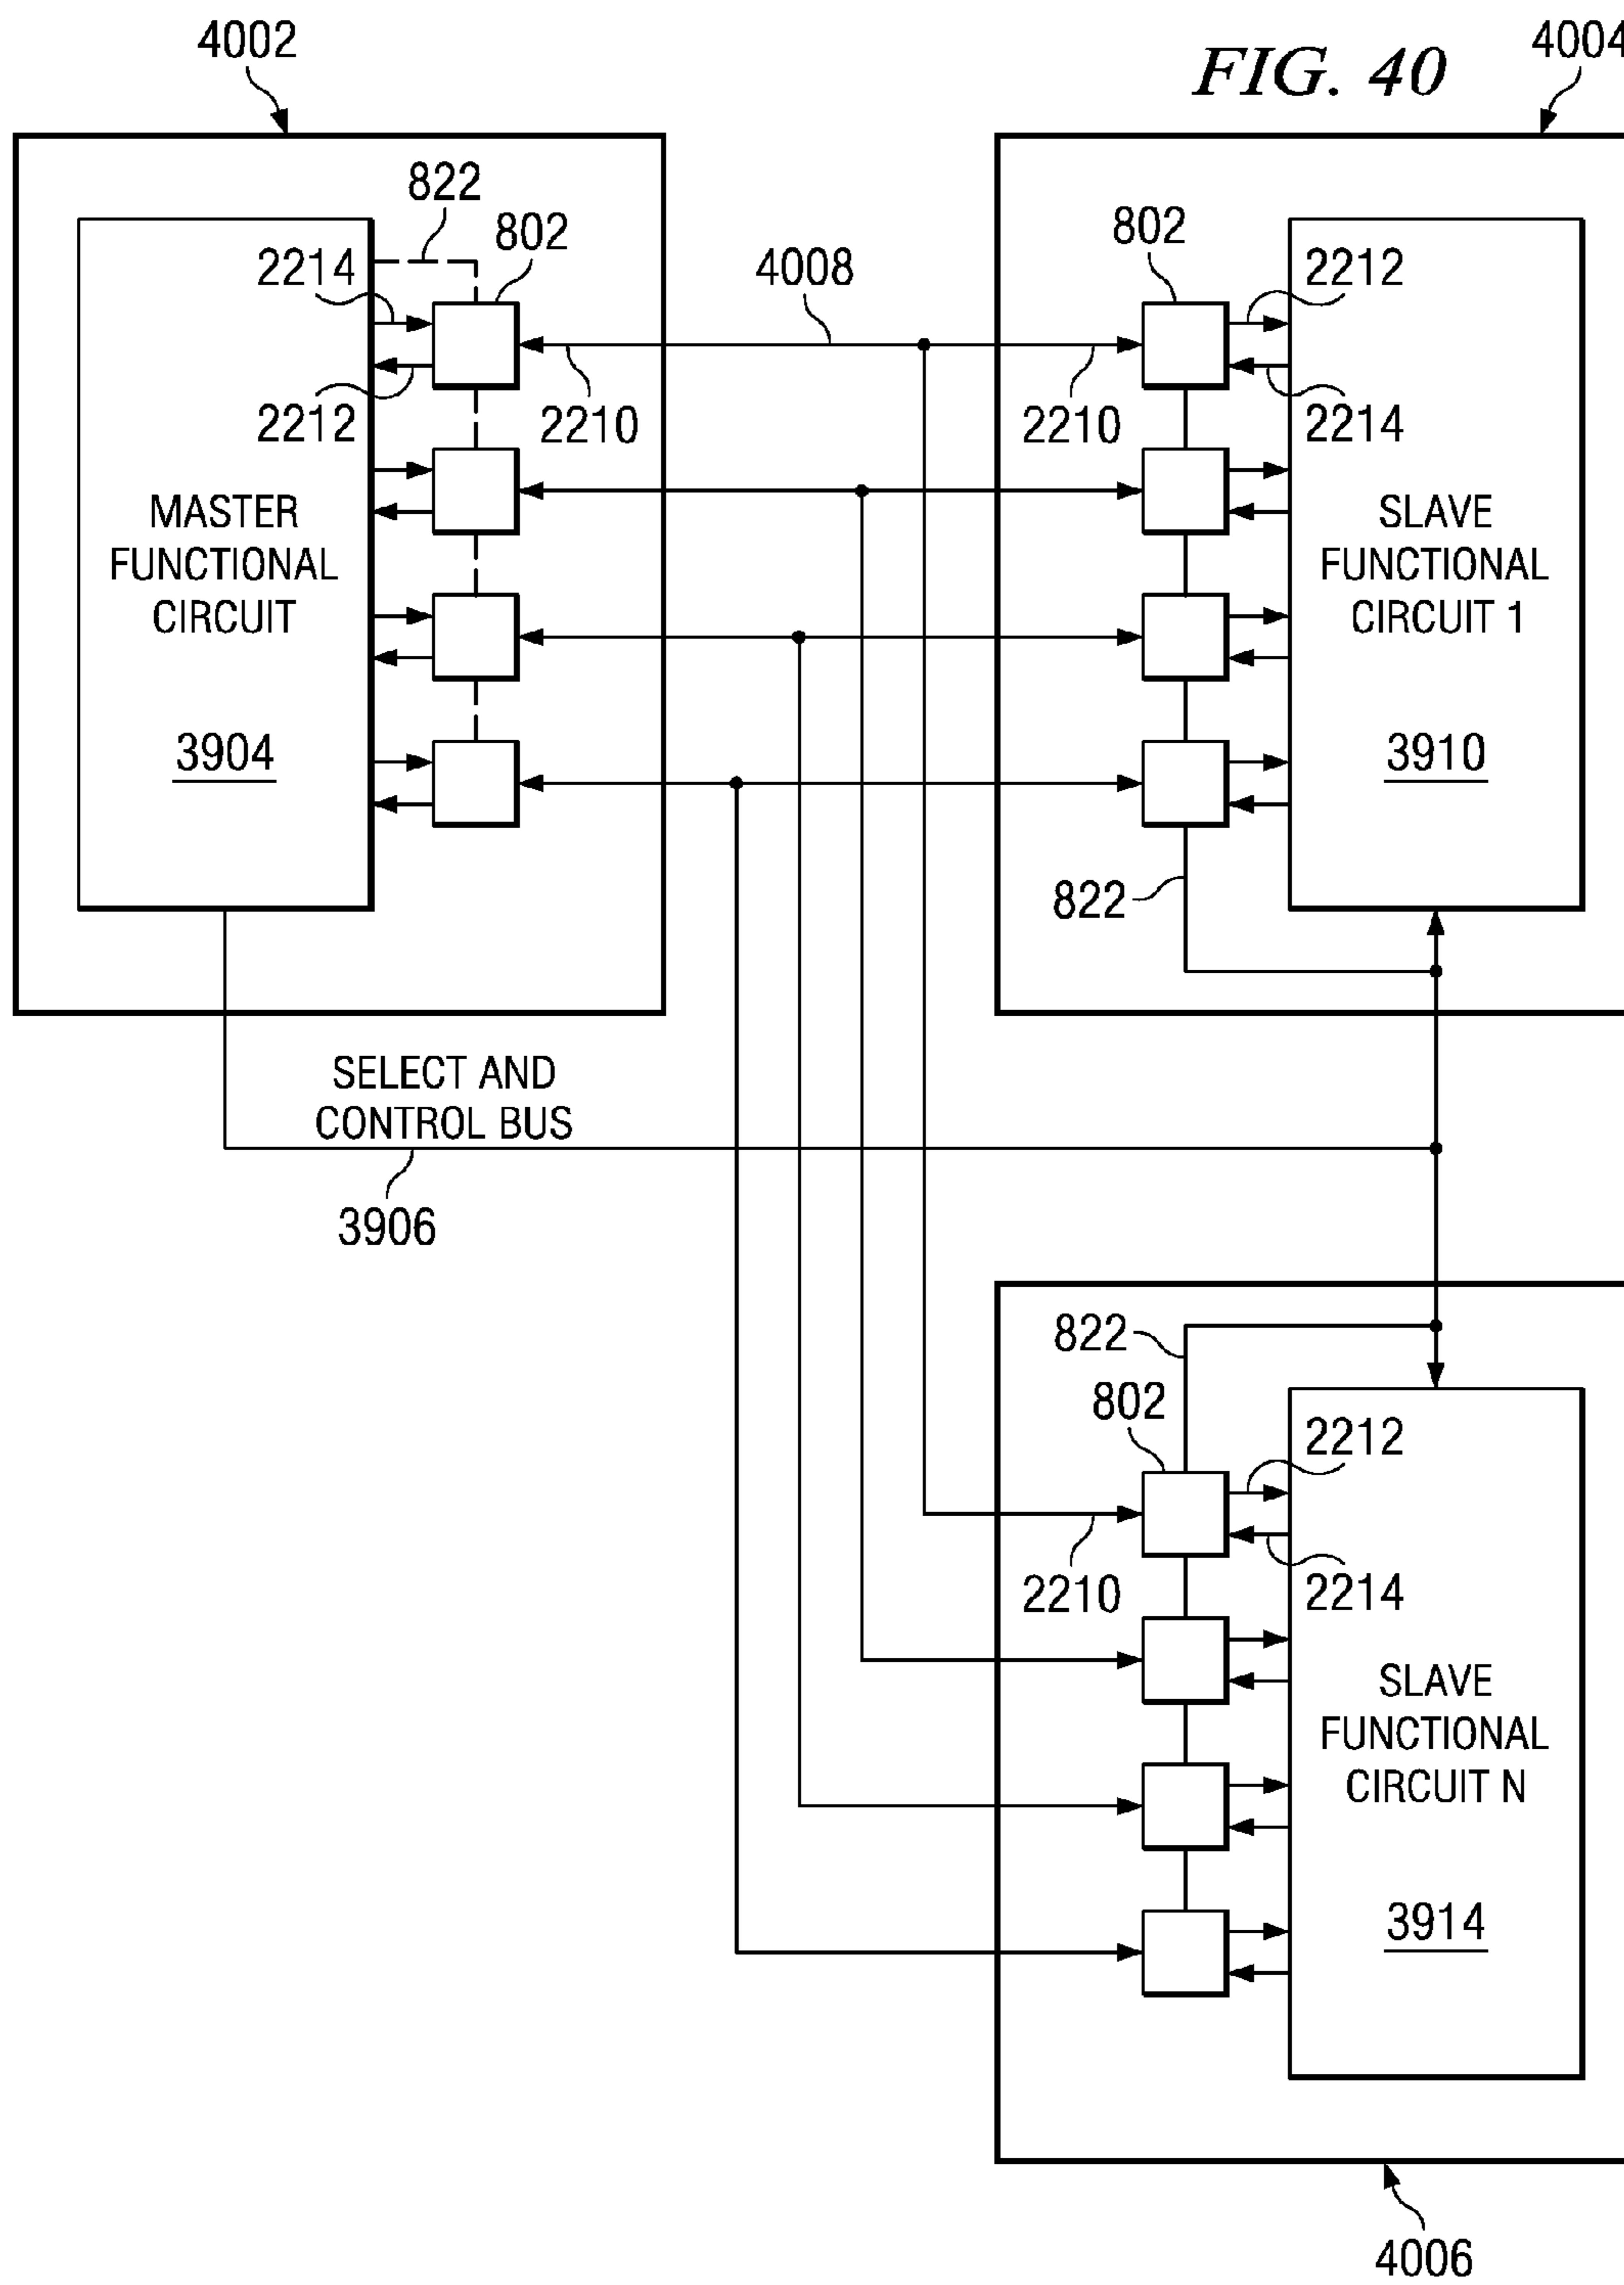 4002
FIG. 40
4004
822
802
2214
2212
2210
4008
MASTER
FUNCTIONAL
CIRCUIT
3904
802
2212
2210
2214
SLAVE
FUNCTIONAL
CIRCUIT 1
3910
822
SELECT AND
CONTROL BUS
3906
822
802
2212
2210
2214
SLAVE
FUNCTIONAL
CIRCUIT N
3914
4006